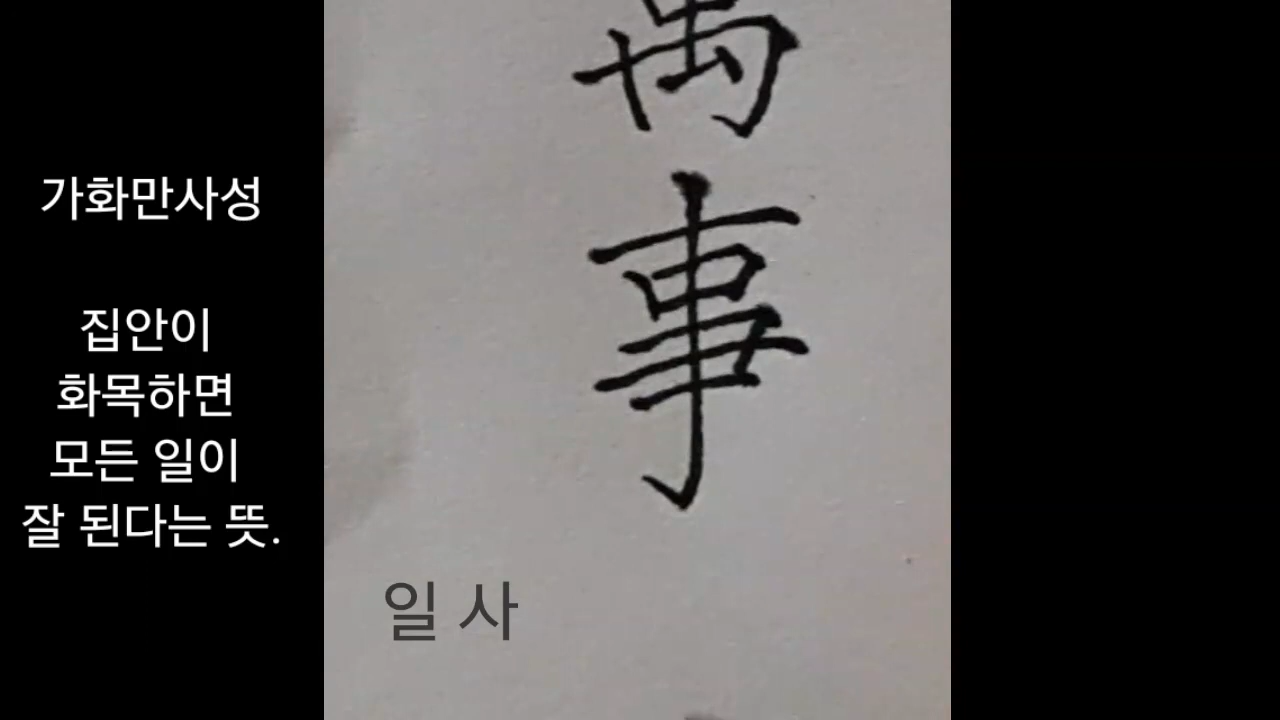 가화만사성
집안이
화목하면
모든 일이
잘 된다는 뜻.
事
일 사